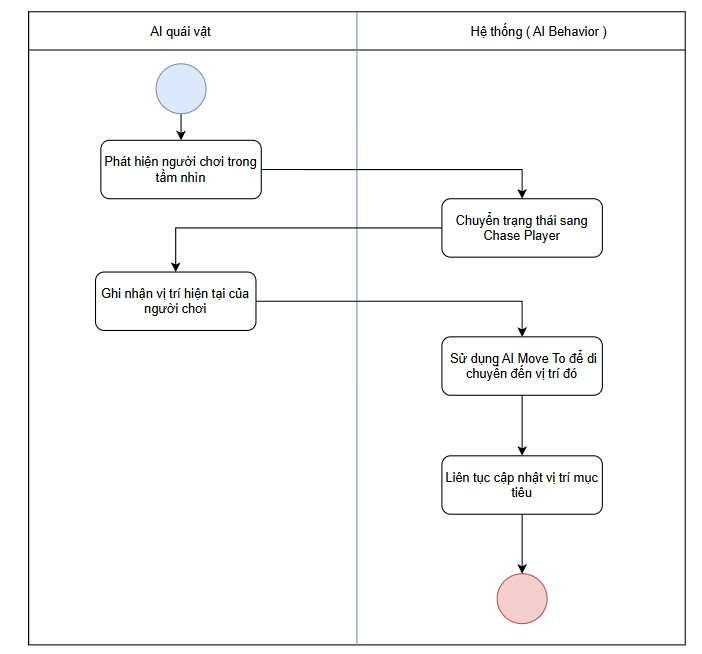 AI quái vật
Hệ thống ( AI Behavior )
Phát hiện người chơi trong
tầm nhìn
Chuyển trạng thái sang
Chase Player
Ghi nhận vị trí hiện tại của
người chơi
Sử dụng AI Move To để di
chuyển đến vị trí đó
Liên tục cập nhật vị trí mục
tiêu